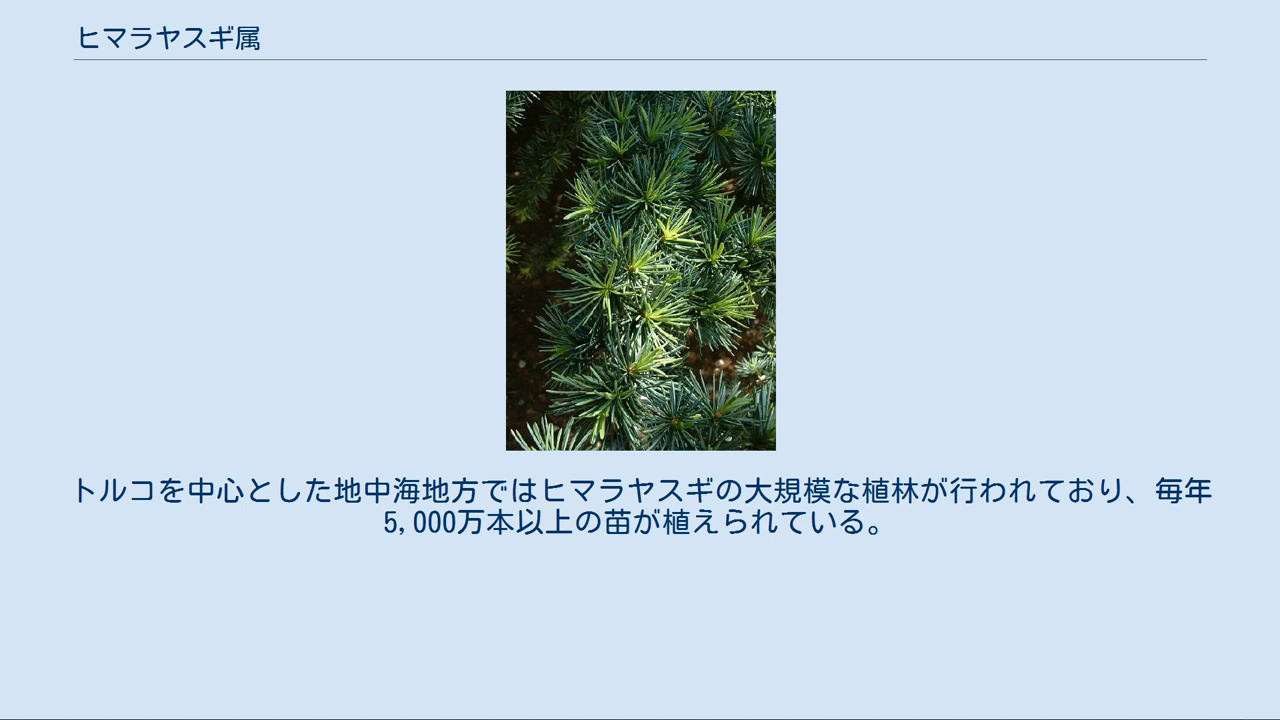 ヒマラヤスギ属
トルコを中心とした地中海地方ではヒマラヤスギの大規模な植林が行われており、毎年
5,000万本以上の苗が植えられている。